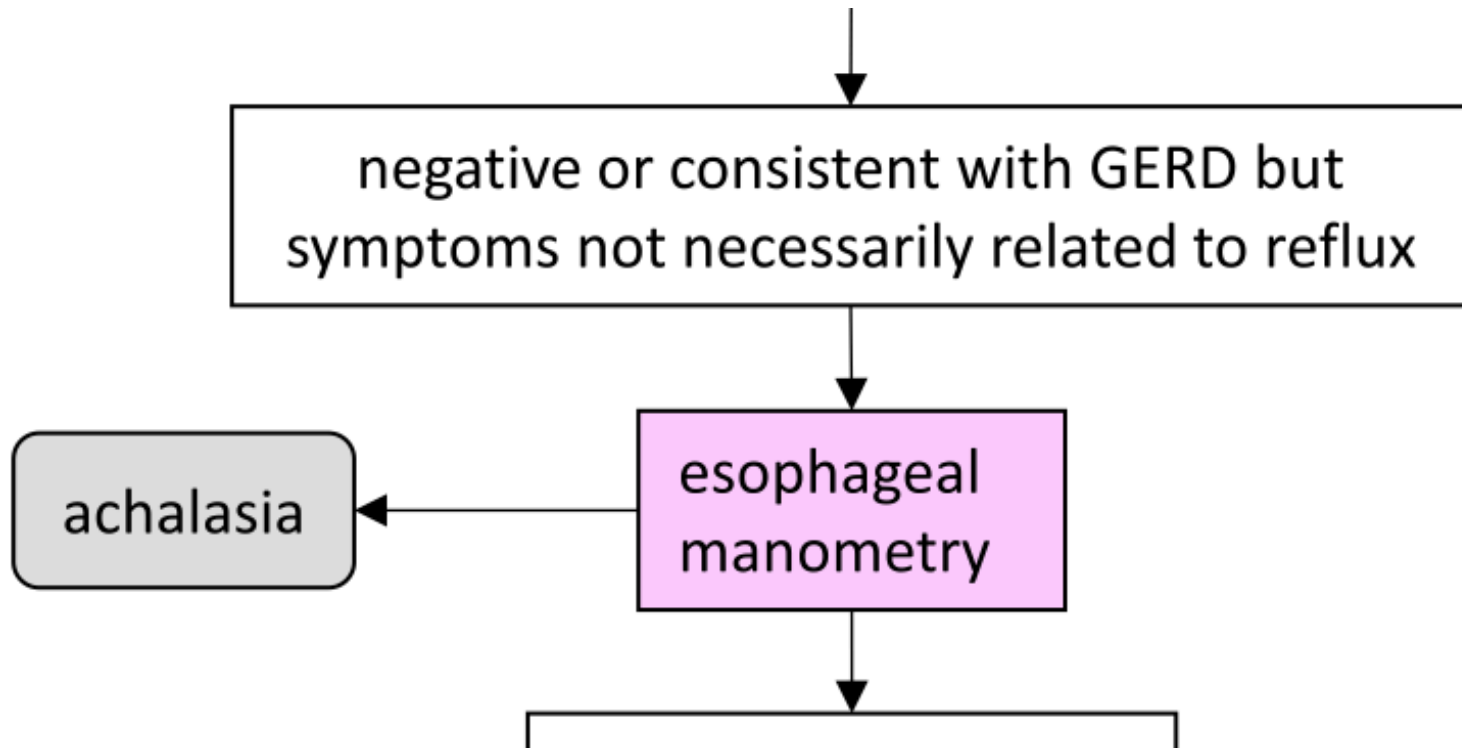 negative or consistent with GERD but
symptoms not necessarily related to reflux
achalasia
esophageal
manometry